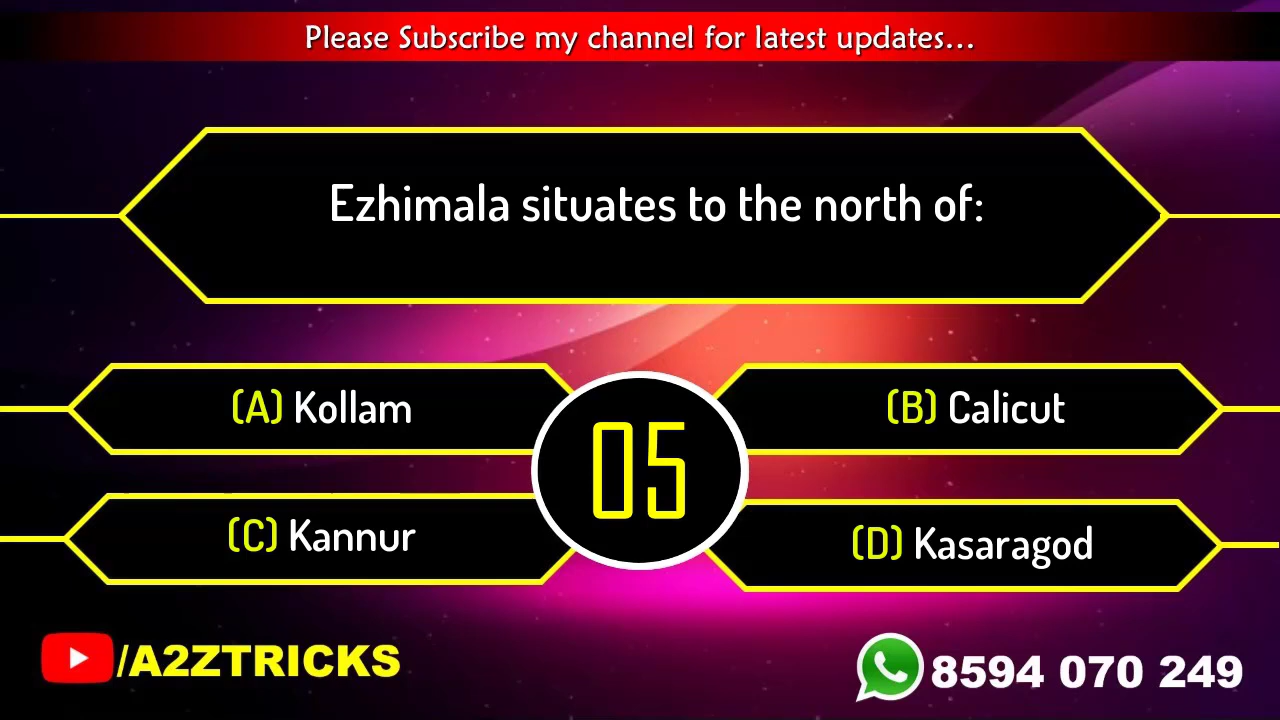 Please Subscribe my channel for latest updates...
Ezhimala situates to the north of:
(A) Kollam
(B) Calicut
05
(C) Kannur
(D) Kasaragod
/A2ZTRICKS
8594 070 249